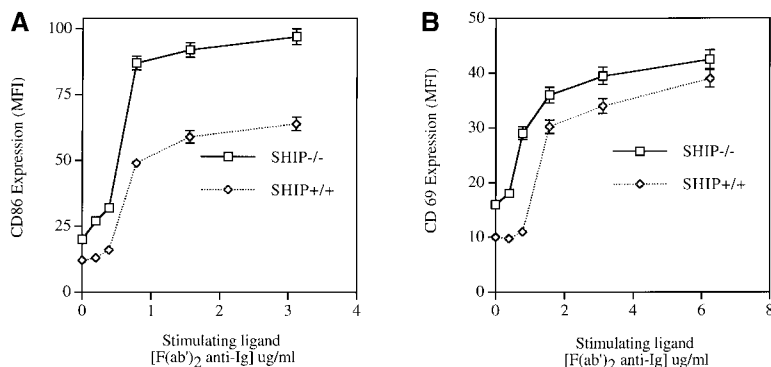 A
CD86 Expression (MFI)
100
75
50
25
0
SHIP-/-
SHIP+/+
0
1
2
3
4
Stimulating ligand
[F(ab')2 anti-Ig] ug/ml
B
CD 69 Expression (MFI)
50
40
30
20
10
0
SHIP-/-
SHIP+/+
0
2
4
6
8
Stimulating ligand
[F(ab')2 anti-Ig] ug/ml